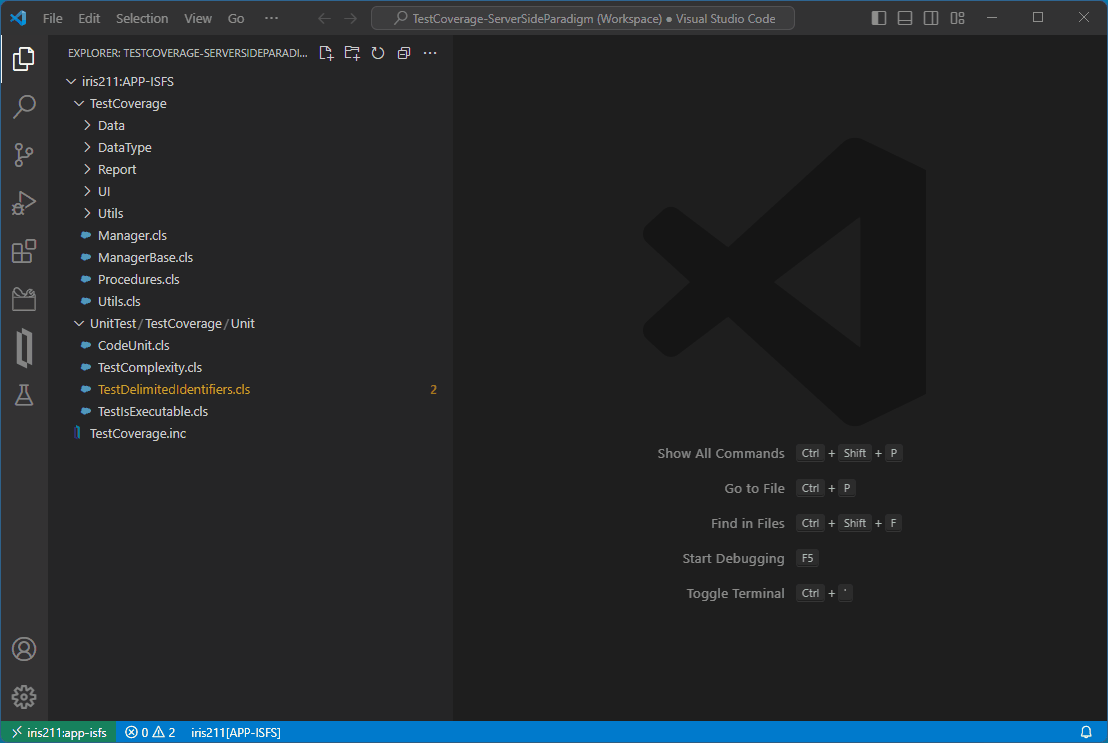 File Edit Selection View Go ···
TestCoverage-ServerSideParadigm (Workspace) ● Visual Studio Code
EXPLORER: TESTCOVERAGE-SERVERSIDEPARADI...
iris211:APP-ISFS
TestCoverage
Data
DataType
Report
UI
Utils
Manager.cls
ManagerBase.cls
Procedures.cls
Utils.cls
UnitTest/TestCoverage/Unit
CodeUnit.cls
TestComplexity.cls
TestDelimitedIdentifiers.cls 2
TestIsExecutable.cls
TestCoverage.inc
Show All Commands Ctrl + Shift + P
Go to File Ctrl + P
Find in Files Ctrl + Shift + F
Start Debugging F5
Toggle Terminal Ctrl + `
iris211:app-isfs 0 2 iris211[APP-ISFS]